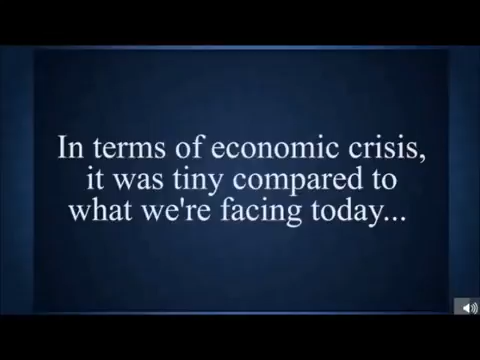 In terms of economic crisis,
it was tiny compared to
what we're facing today...